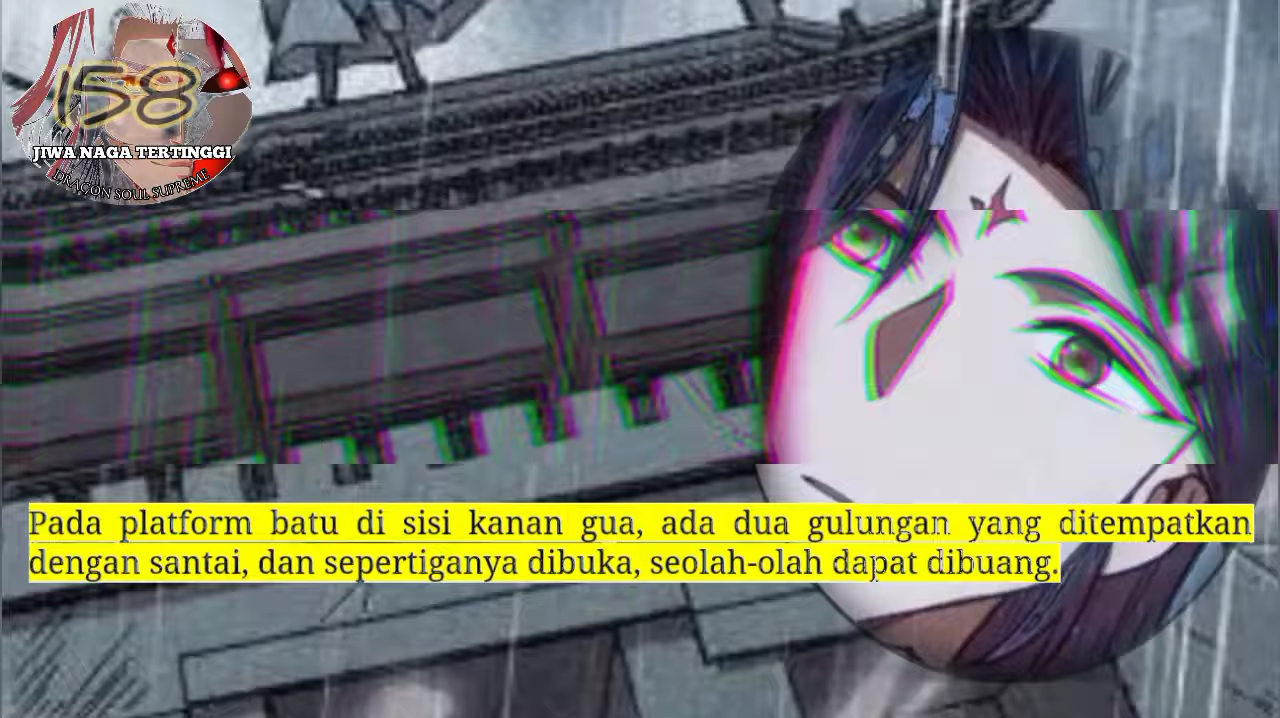 158
JIWA NAGA TERTINGGI
DRAGON SOUL SUPREME
Pada platform batu di sisi kanan gua, ada dua gulungan yang ditempatkan
dengan santai, dan sepertiganya dibuka, seolah-olah dapat dibuang.